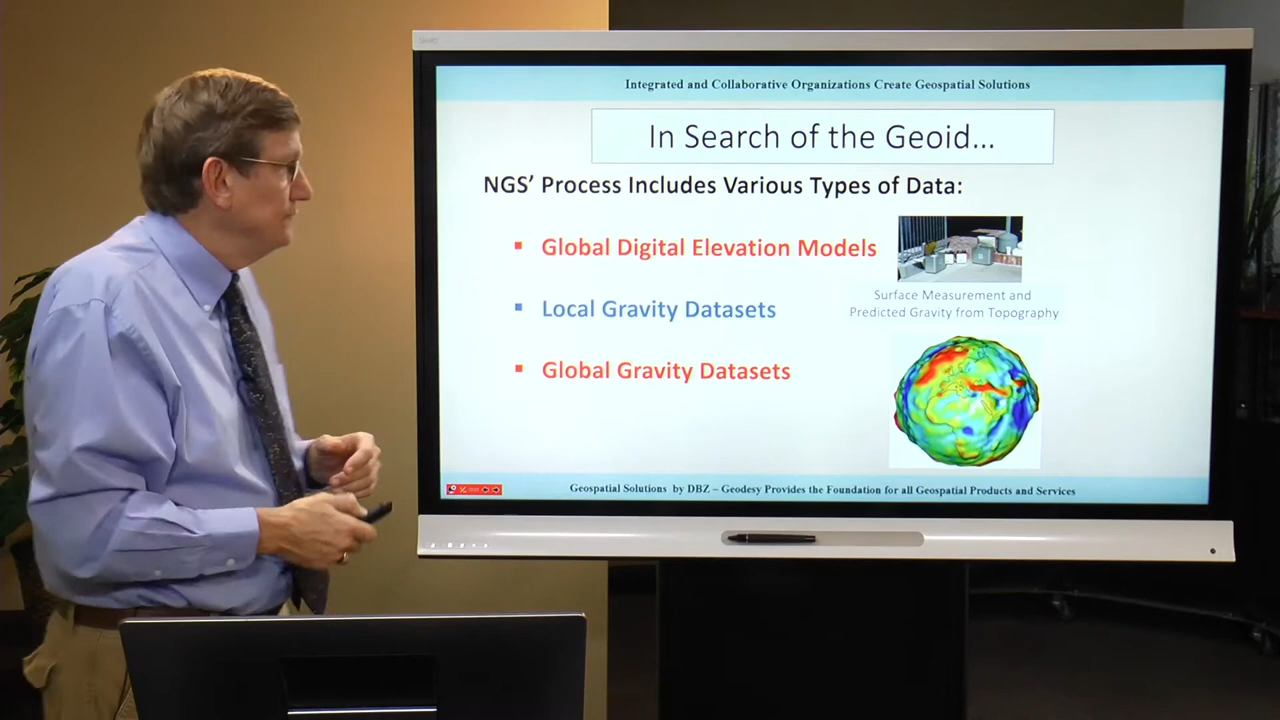 Integrated and Collaborative Organizations Create Geospatial Solutions
In Search of the Geoid...
NGS’ Process Includes Various Types of Data:
Global Digital Elevation Models
Local Gravity Datasets
Surface Measurement and
Predicted Gravity from Topography
Global Gravity Datasets
Geospatial Solutions by DBZ – Geodesy Provides the Foundation for all Geospatial Products and Services